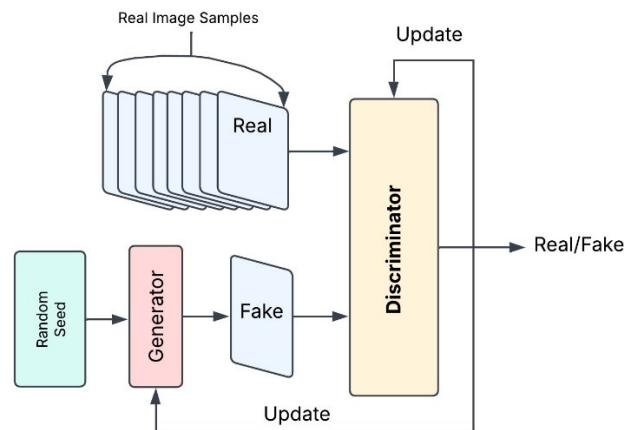 Real Image Samples
Update
Real
Discriminator
Real/Fake
Random
Seed
Generator
Fake
Update